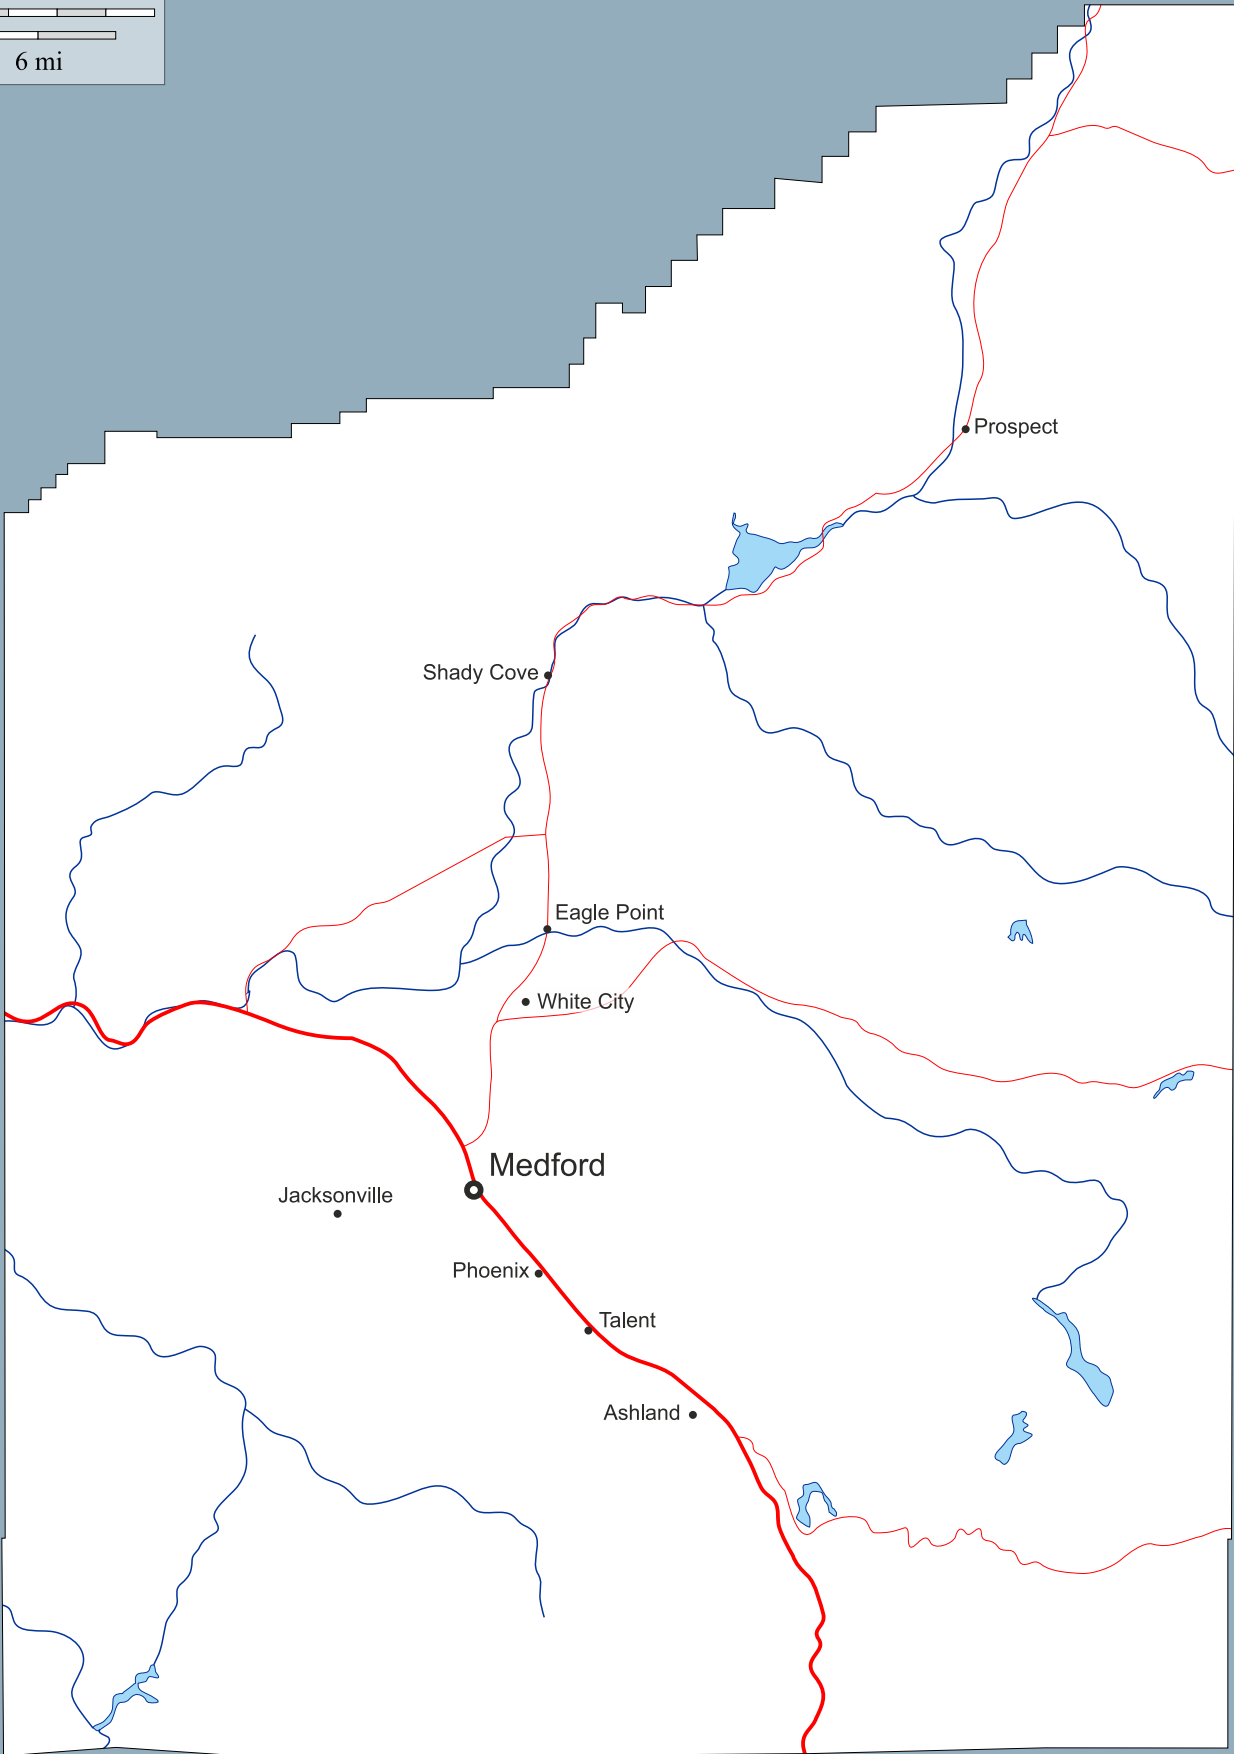 6 mi
Prospect
Shady Cove
Eagle Point
White City
Medford
Jacksonville
Phoenix
Talent
Ashland